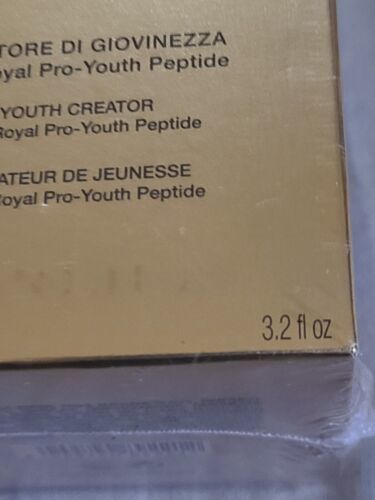 TORE DI GIOVINEZZA
oyal Pro-Youth Peptide
YOUTH CREATOR
Royal Pro-Youth Peptide
ATEUR DE JEUNESSE
Royal Pro-Youth Peptide
3.2 fl oz